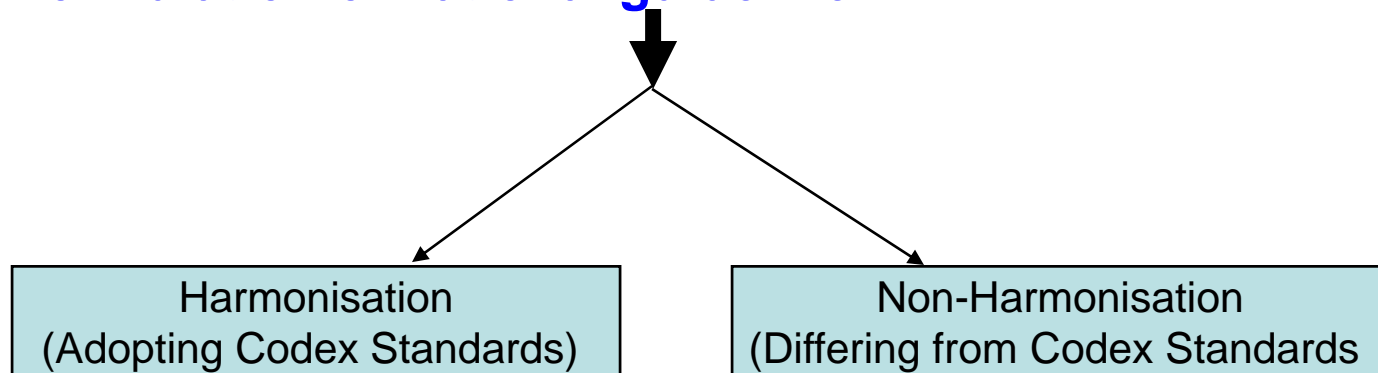 Harmonisation
(Adopting Codex Standards)
Non-Harmonisation
(Differing from Codex Standards